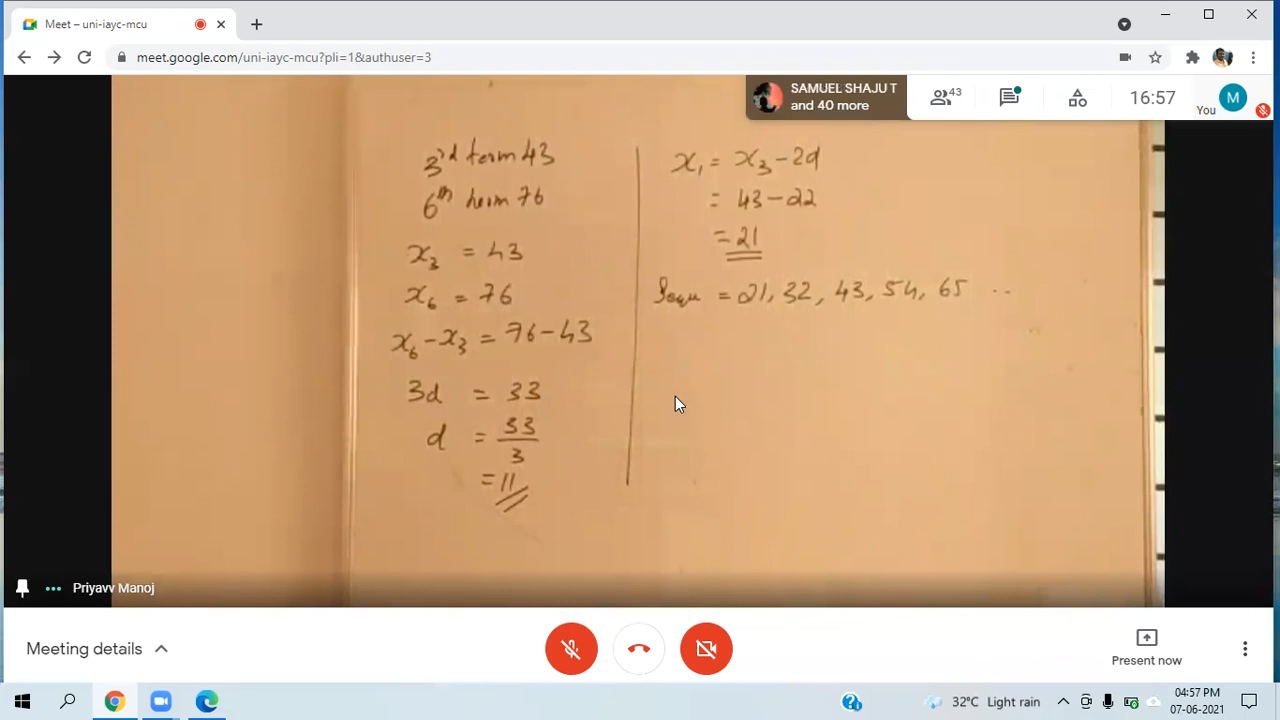 Meet – uni-iayc-mcu
meet.google.com/uni-iayc-mcu?pli=1&authuser=3
SAMUEL SHAJU T
and 40 more
43
16:57
You
M
3rd term 43
6th term 76
x₃ = 43
x₆ = 76
x₆ – x₃ = 76 – 43
3d = 33
d = 33/3
= 11
x₁ = x₃ – 2d
= 43 – 22
= 21
= 21, 32, 43, 54, 65 ..
Priyavv Manoj
Meeting details
Present now
32°C Light rain
04:57 PM
07-06-2021